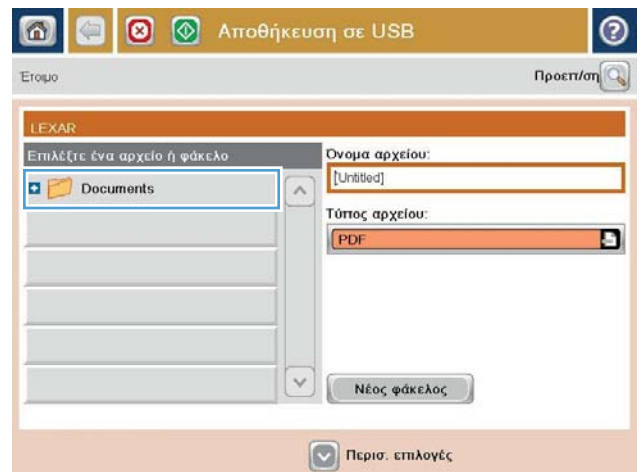 Αποθήκευση σε USB
Έτοιμο
Προεπ/ση
LEXAR
Επιλέξτε ένα αρχείο ή φάκελο
Documents
Όνομα αρχείου:
[Untitled]
Τύπος αρχείου:
PDF
Νέος φάκελος
Περισ. επιλογές